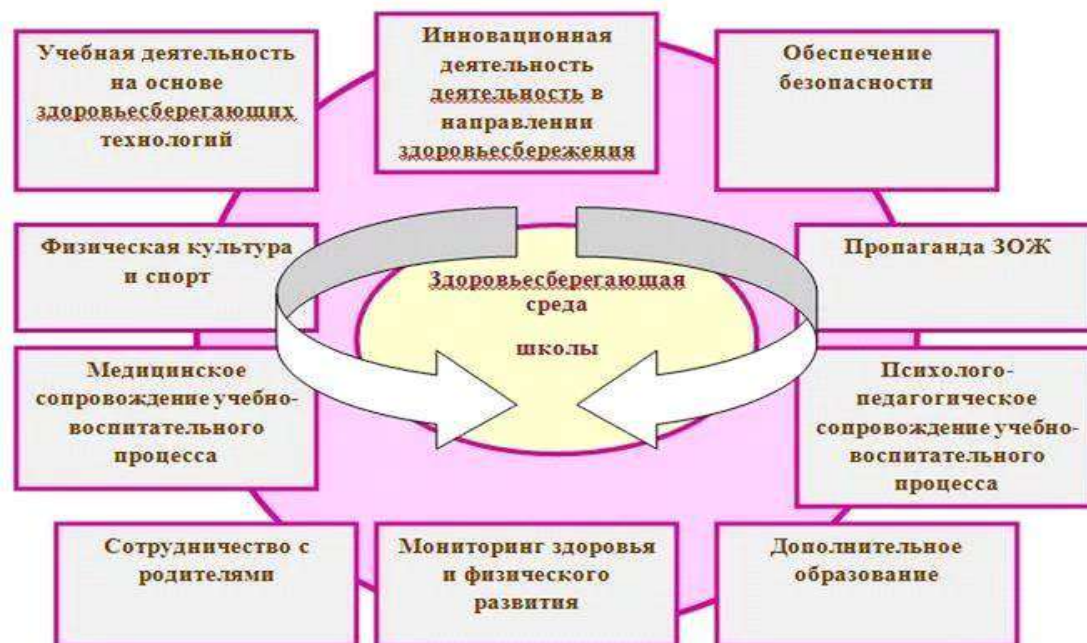 Учебная деятельность
на основе
здоровьесберегающих
технологий
Инновационная
деятельность
деятельность в
направлении
здоровьесбережения
Обеспечение
безопасности
Физическая культура
и спорт
Здоровьесберегающая
среда
школы
Пропаганда ЗОЖ
Медицинское
сопровождение учебно-
воспитательного
процесса
Психолого-
педагогическое
сопровождение учебно-
воспитательного
процесса
Сотрудничество с
родителями
Мониторинг здоровья
и физического
развития
Дополнительное
образование